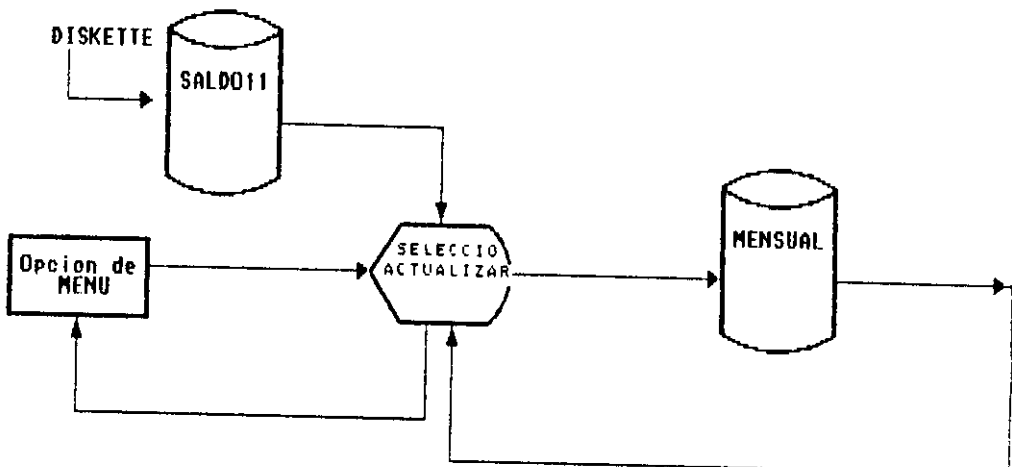 DISKETTE
SALDO11
SELECCIO
ACTUALIZAR
MENSUAL
Opcion de
MENU